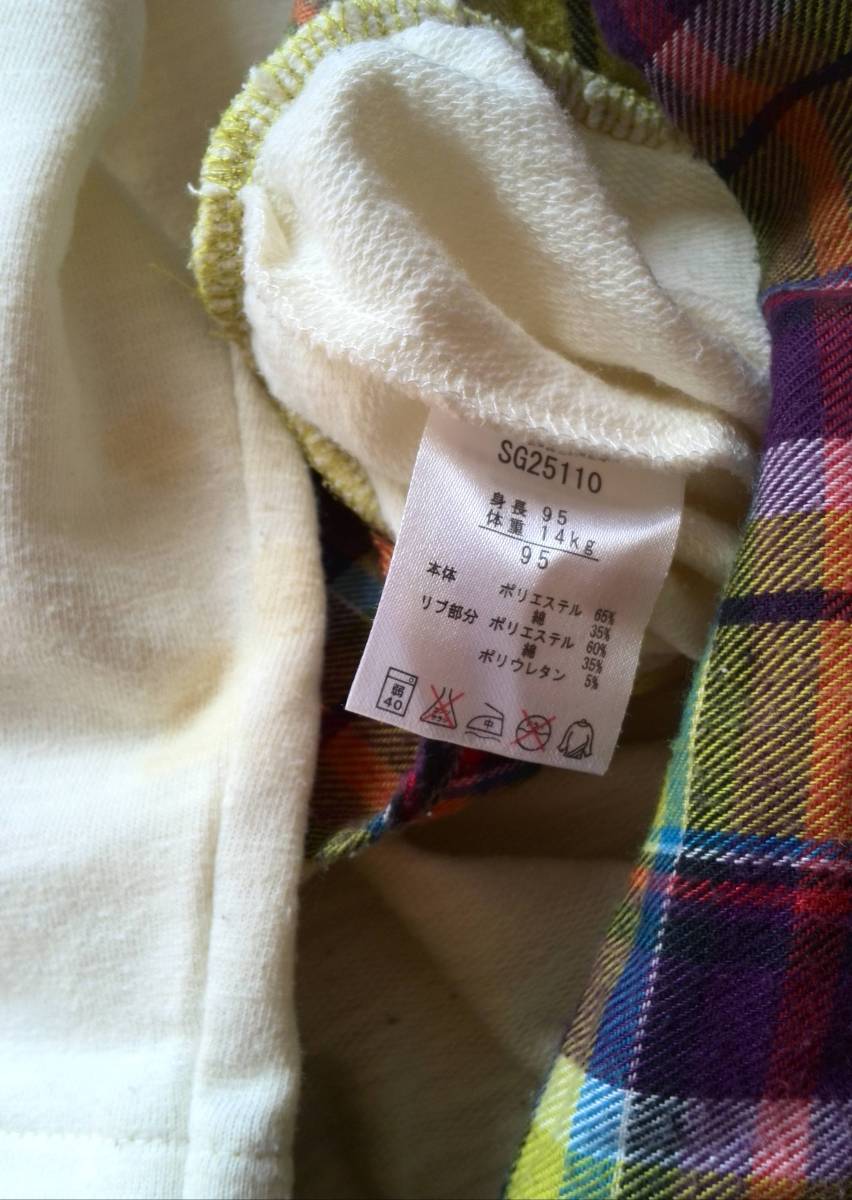 SG25110
身長 95
体重 14kg
95
本体 ポリエステル 65%
綿 35%
リブ部分 ポリエステル 60%
綿 35%
ポリウレタン 5%
弱
40
中